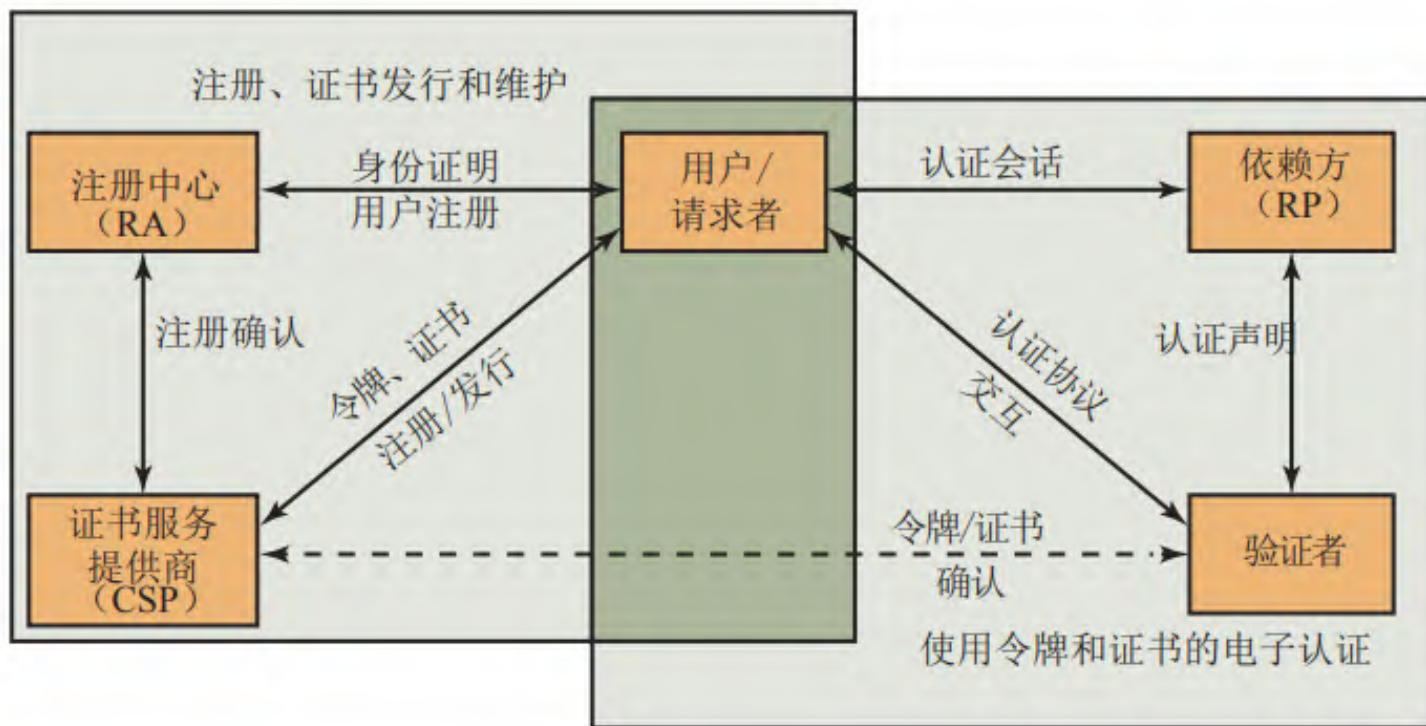 注册、证书发行和维护
注册中心
（RA）
身份证明
用户注册
用户/
请求者
认证会话
依赖方
（RP）
注册确认
令牌、证书
注册/发行
认证协议
交互
认证声明
证书服务
提供商
（CSP）
令牌/证书
确认
验证者
使用令牌和证书的电子认证